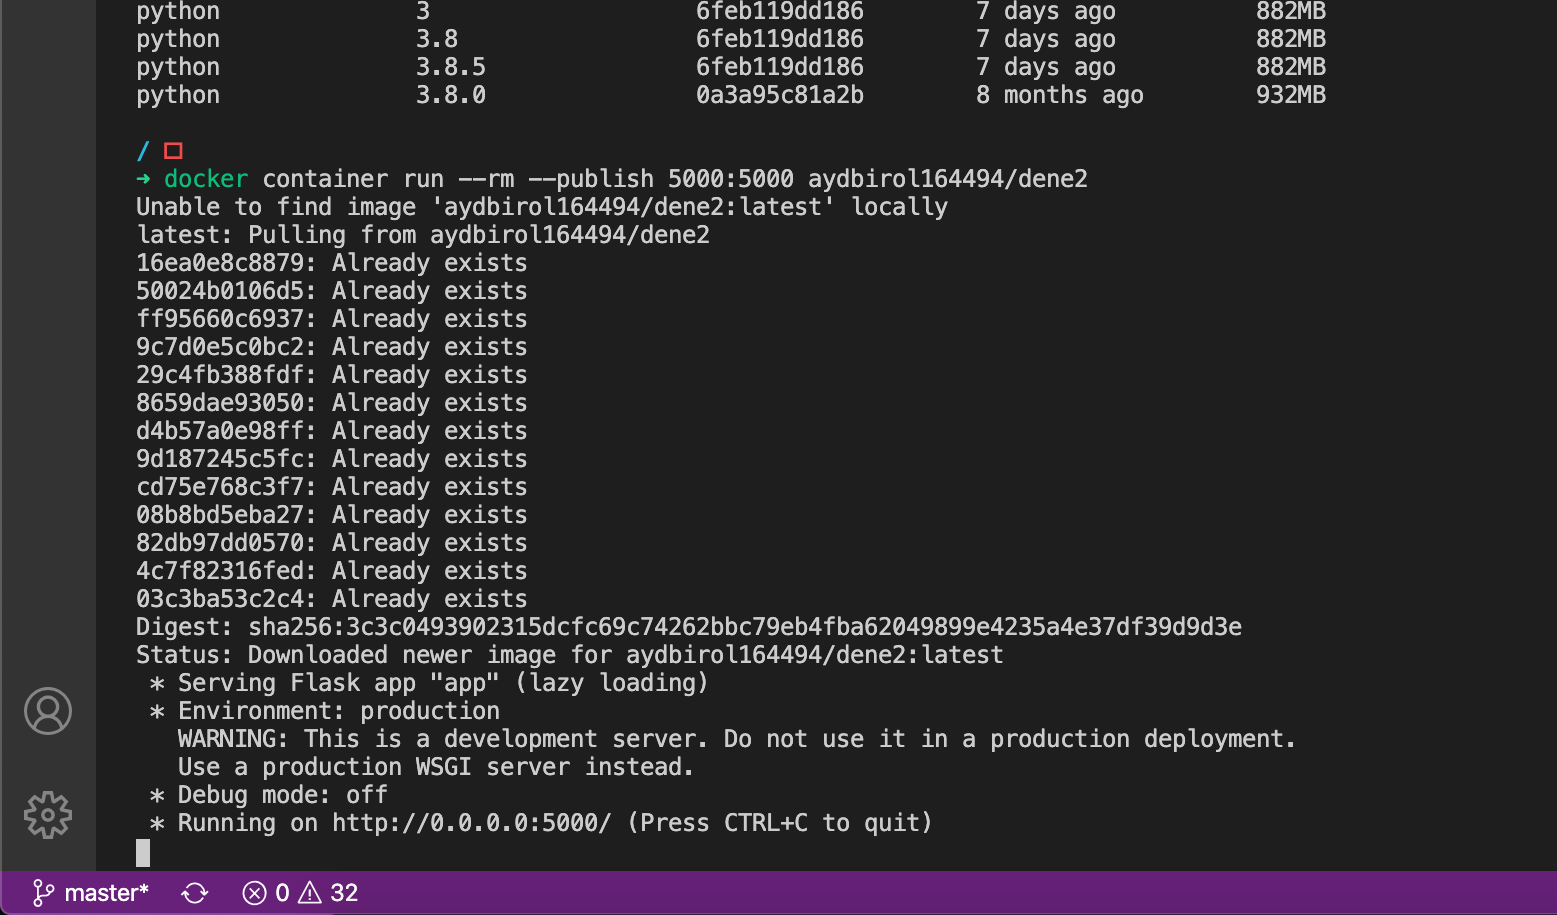 python 3 6feb119dd186 7 days ago 882MB
python 3.8 6feb119dd186 7 days ago 882MB
python 3.8.5 6feb119dd186 7 days ago 882MB
python 3.8.0 0a3a95c81a2b 8 months ago 932MB
/
→ docker container run --rm --publish 5000:5000 aydbirol164494/dene2
Unable to find image 'aydbirol164494/dene2:latest' locally
latest: Pulling from aydbirol164494/dene2
16ea0e8c8879: Already exists
50024b0106d5: Already exists
ff95660c6937: Already exists
9c7d0e5c0bc2: Already exists
29c4fb388fdf: Already exists
8659dae93050: Already exists
d4b57a0e98ff: Already exists
9d187245c5fc: Already exists
cd75e768c3f7: Already exists
08b8bd5eba27: Already exists
82db97dd0570: Already exists
4c7f82316fed: Already exists
03c3ba53c2c4: Already exists
Digest: sha256:3c3c0493902315dcfc69c74262bbc79eb4fba62049899e4235a4e37df39d9d3e
Status: Downloaded newer image for aydbirol164494/dene2:latest
* Serving Flask app "app" (lazy loading)
* Environment: production
WARNING: This is a development server. Do not use it in a production deployment.
Use a production WSGI server instead.
* Debug mode: off
* Running on http://0.0.0.0:5000/ (Press CTRL+C to quit)
master* 0 32